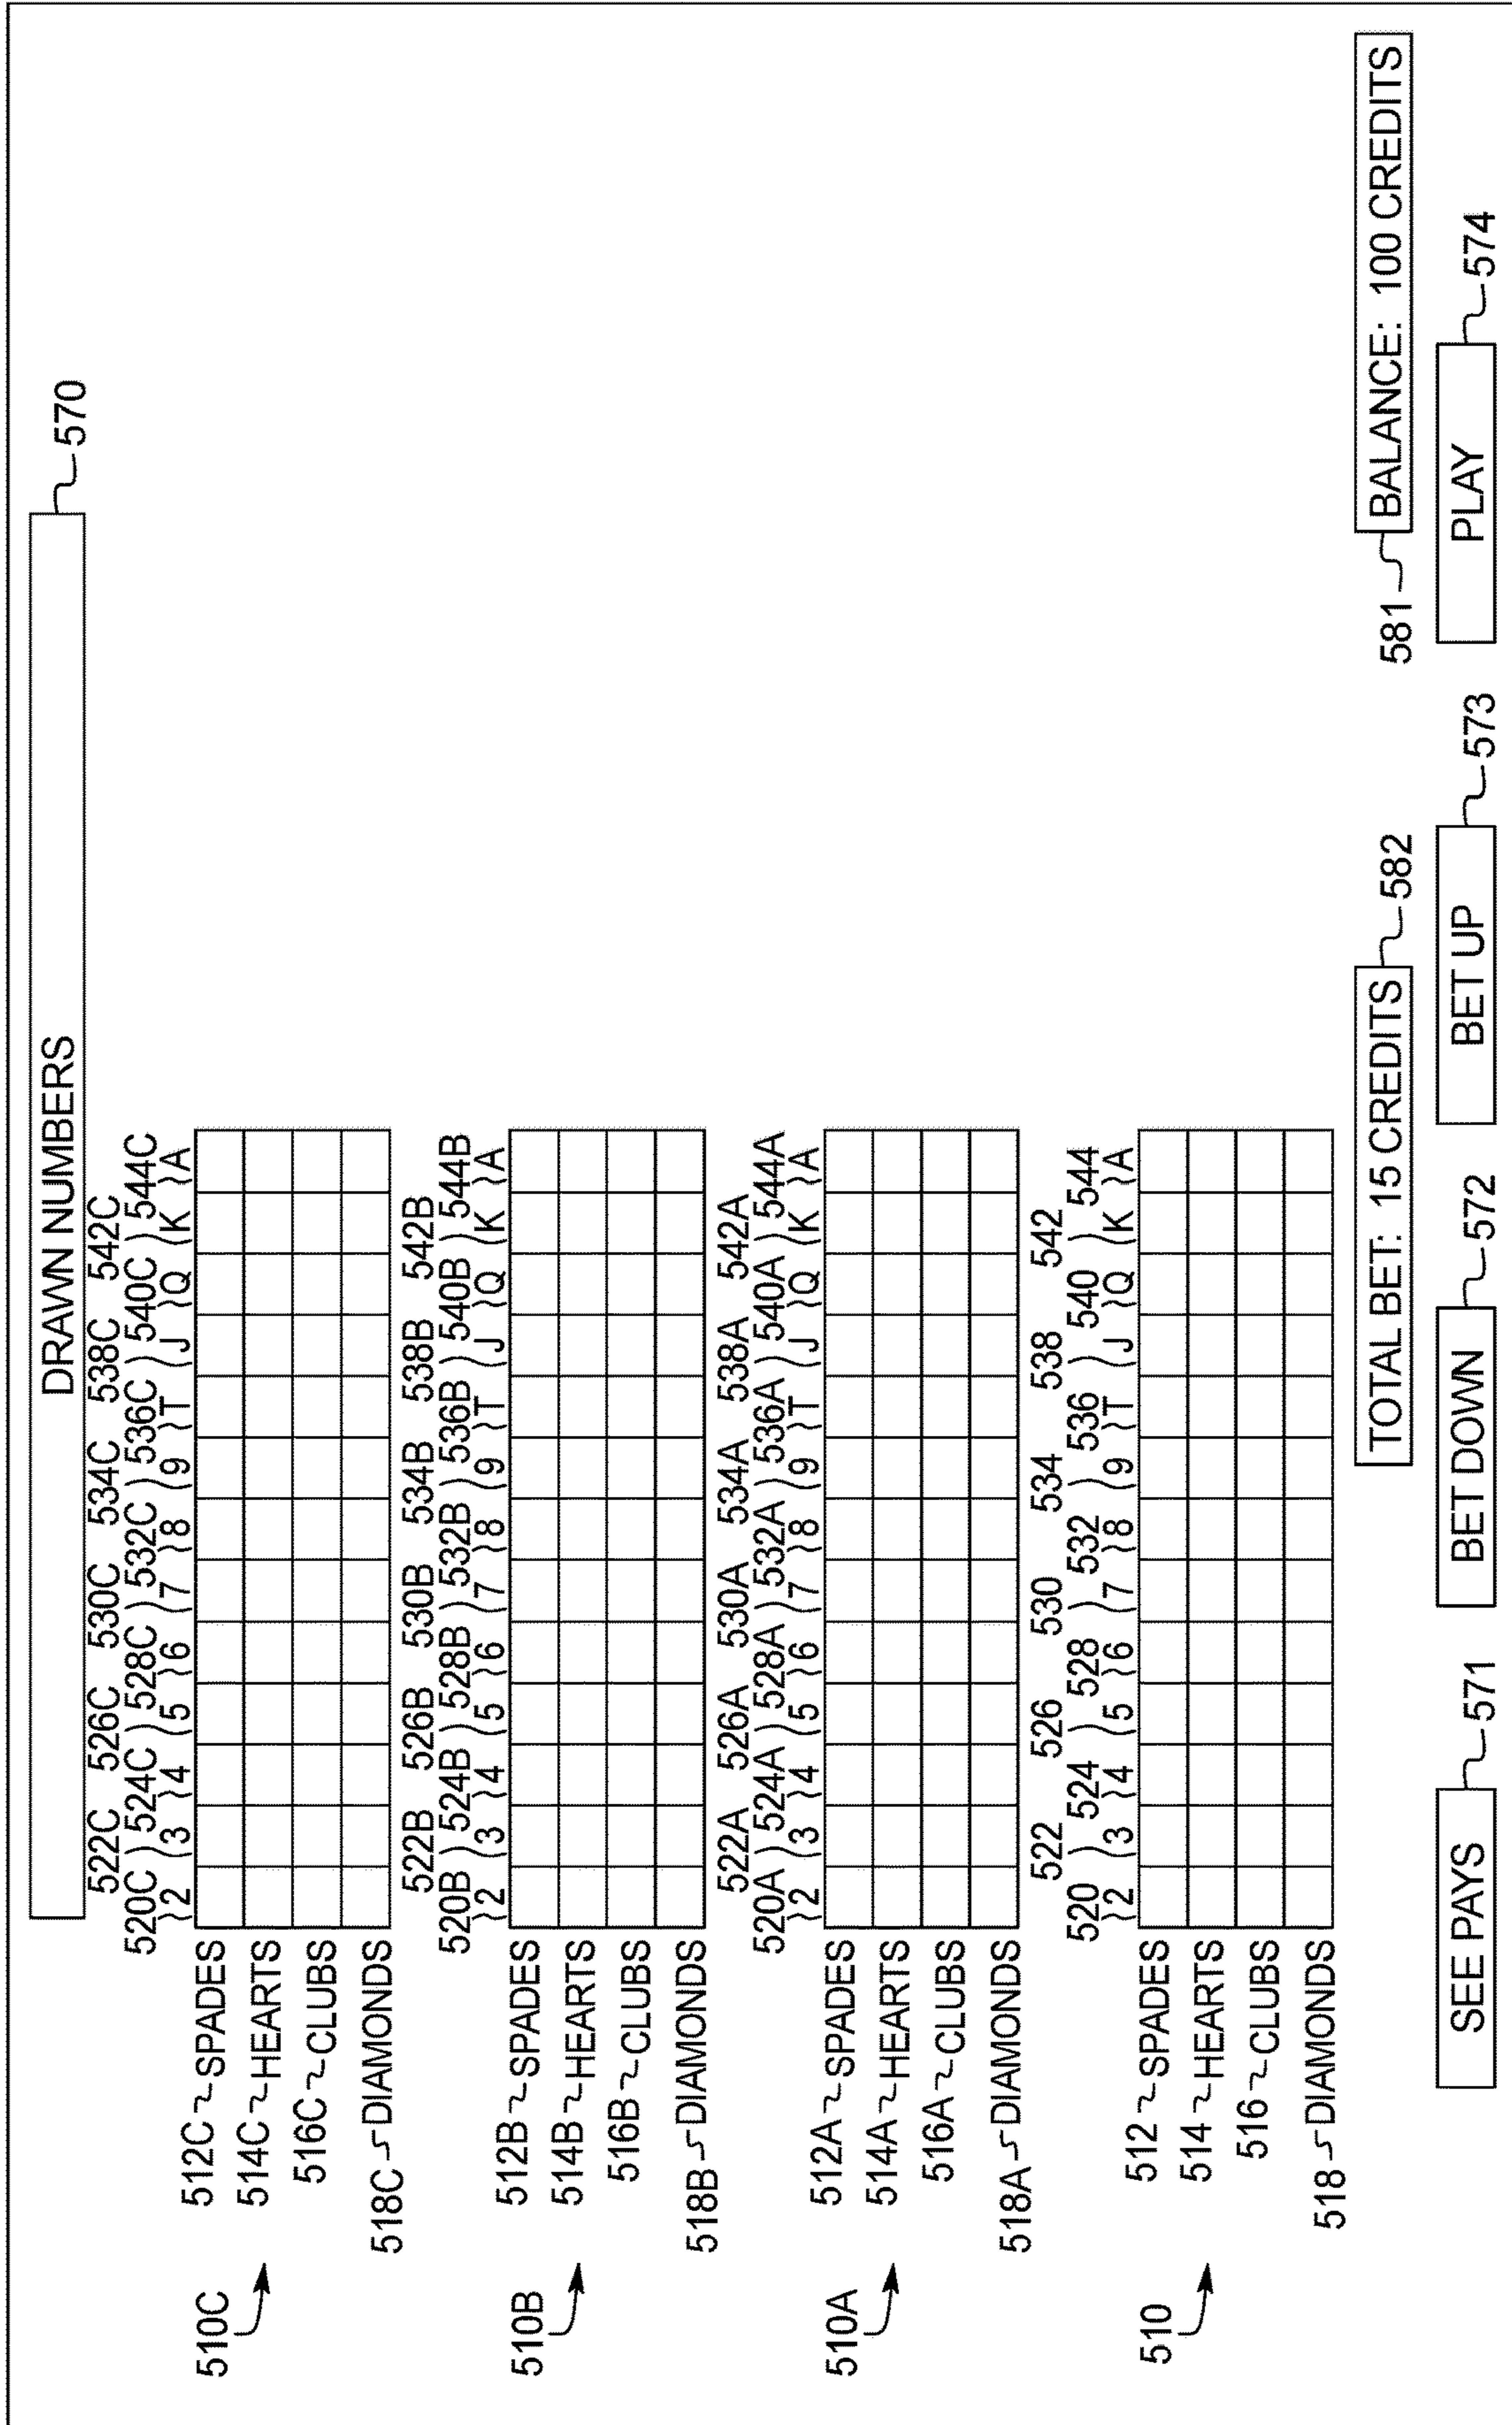 DRAWN NUMBERS
570
522C 526C 530C 534C 538C 542C
520C 524C 528C 532C 536C 540C 544C
2 3 4 5 6 7 8 9 T J Q K A
510C
512C SPADES
514C HEARTS
516C CLUBS
518C DIAMONDS
522B 526B 530B 534B 538B 542B
520B 524B 528B 532B 536B 540B 544B
2 3 4 5 6 7 8 9 T J Q K A
510B
512B SPADES
514B HEARTS
516B CLUBS
518B DIAMONDS
522A 526A 530A 534A 538A 542A
520A 524A 528A 532A 536A 540A 544A
2 3 4 5 6 7 8 9 T J Q K A
510A
512A SPADES
514A HEARTS
516A CLUBS
518A DIAMONDS
522 526 530 534 538 542
520 524 528 532 536 540 544
2 3 4 5 6 7 8 9 T J Q K A
510
512 SPADES
514 HEARTS
516 CLUBS
518 DIAMONDS
TOTAL BET: 15 CREDITS 582 581 BALANCE: 100 CREDITS
SEE PAYS 571 BET DOWN 572 BET UP 573 PLAY 574